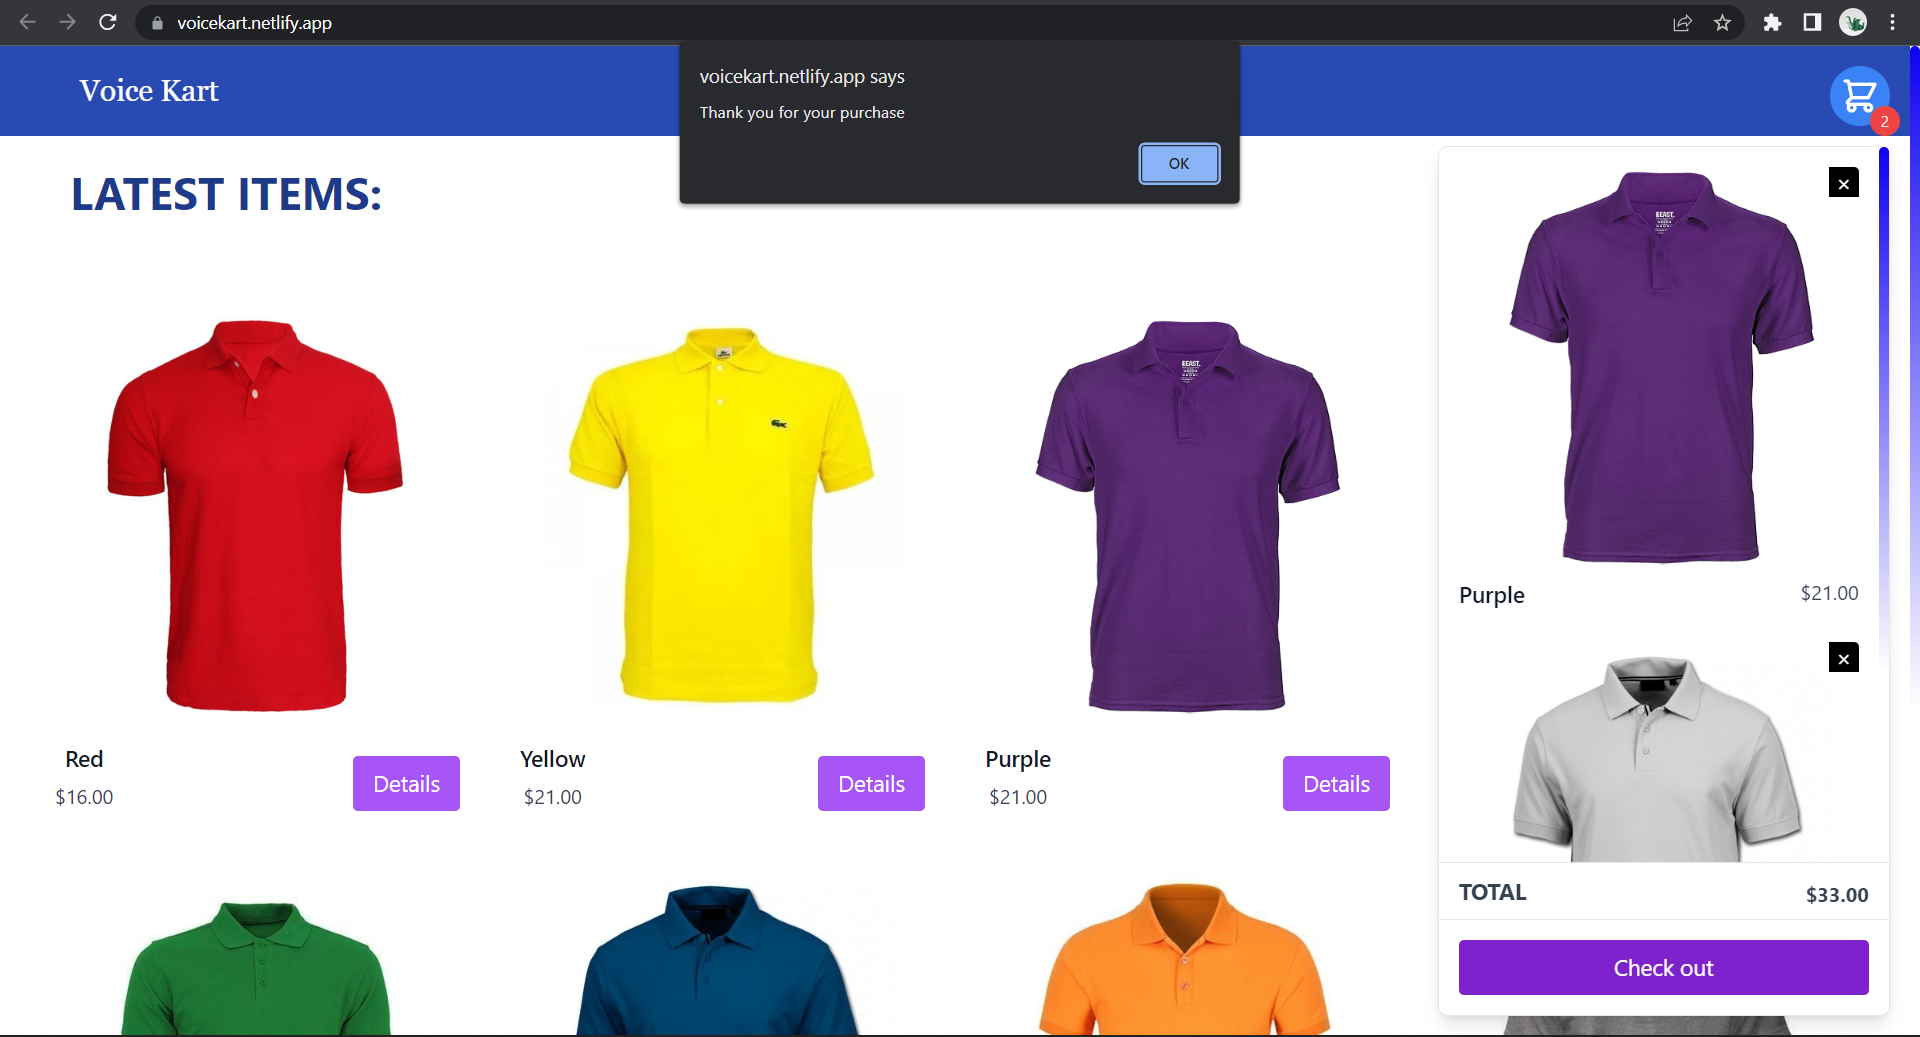 voicekart.netlify.app
voicekart.netlify.app says
Thank you for your purchase
OK
Voice Kart
2
LATEST ITEMS:
Red
$16.00
Details
Yellow
$21.00
Details
BEAST.
Purple
$21.00
Details
×
BEAST.
Purple
$21.00
×
TOTAL
$33.00
Check out